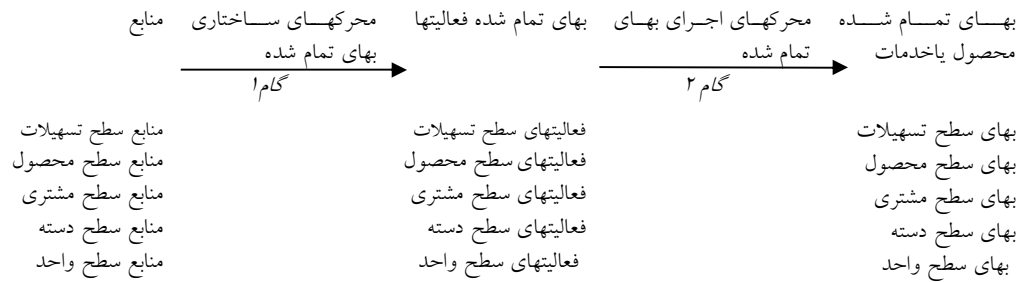 بهای تمام شده محرکهای اجرای بهای بهای تمام شده فعالیتها محرکهای ساختاری منابع
محصول یاخدمات تمام شده بهای تمام شده
گام ۲ گام۱
بهای سطح تسهیلات فعالیتهای سطح تسهیلات منابع سطح تسهیلات
بهای سطح محصول فعالیتهای سطح محصول منابع سطح محصول
بهای سطح مشتری فعالیتهای سطح مشتری منابع سطح مشتری
بهای سطح دسته فعالیتهای سطح دسته منابع سطح دسته
بهای سطح واحد فعالیتهای سطح واحد منابع سطح واحد